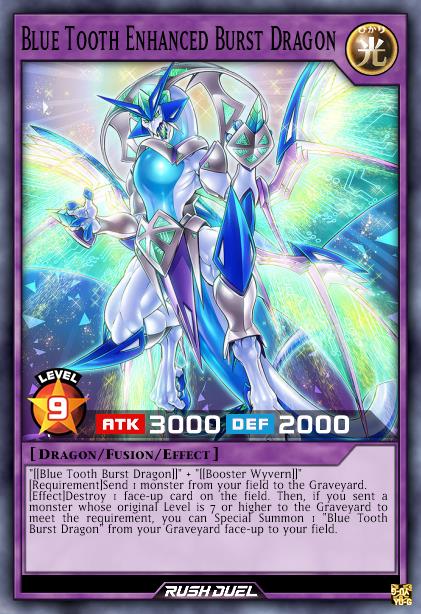 BLUE TOOTH ENHANCED BURST DRAGON
ひかり
光
LEVEL
9
ATK 3000 DEF 2000
[DRAGON/FUSION/EFFECT]
"[[Blue Tooth Burst Dragon]]" + "[[Booster Wyvern]]"
[Requirement]Send 1 monster from your field to the Graveyard.
[Effect]Destroy 1 face-up card on the field. Then, if you sent a
monster whose original Level is 7 or higher to the Graveyard to
meet the requirement, you can Special Summon 1 "Blue Tooth
Burst Dragon" from your Graveyard face-up to your field.
RUSH DUEL